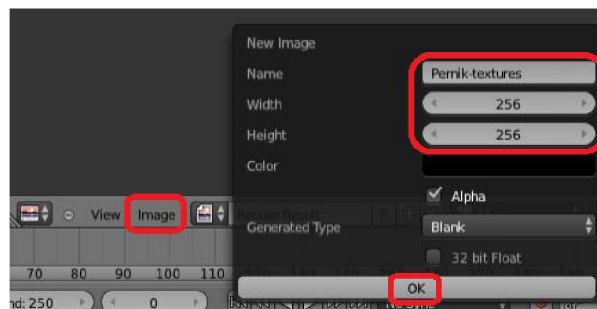 New Image
Name Pernik-textures
Width 256
Height 256
Color
Alpha
View Image
Generated Type Blank
32 bit Float
70 80 90 100 110
OK
nd: 250 0